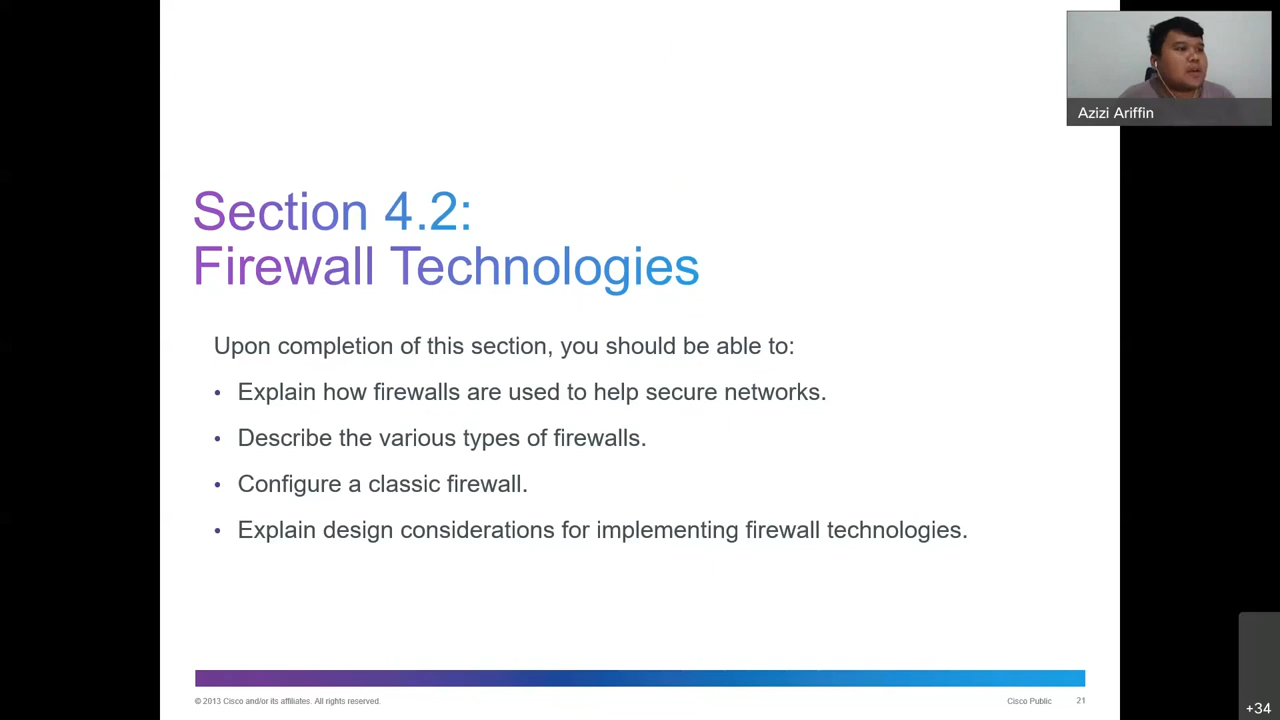 Azizi Ariffin
Section 4.2:
Firewall Technologies
Upon completion of this section, you should be able to:
• Explain how firewalls are used to help secure networks.
• Describe the various types of firewalls.
• Configure a classic firewall.
• Explain design considerations for implementing firewall technologies.
© 2013 Cisco and/or its affiliates. All rights reserved. Cisco Public 21
+34